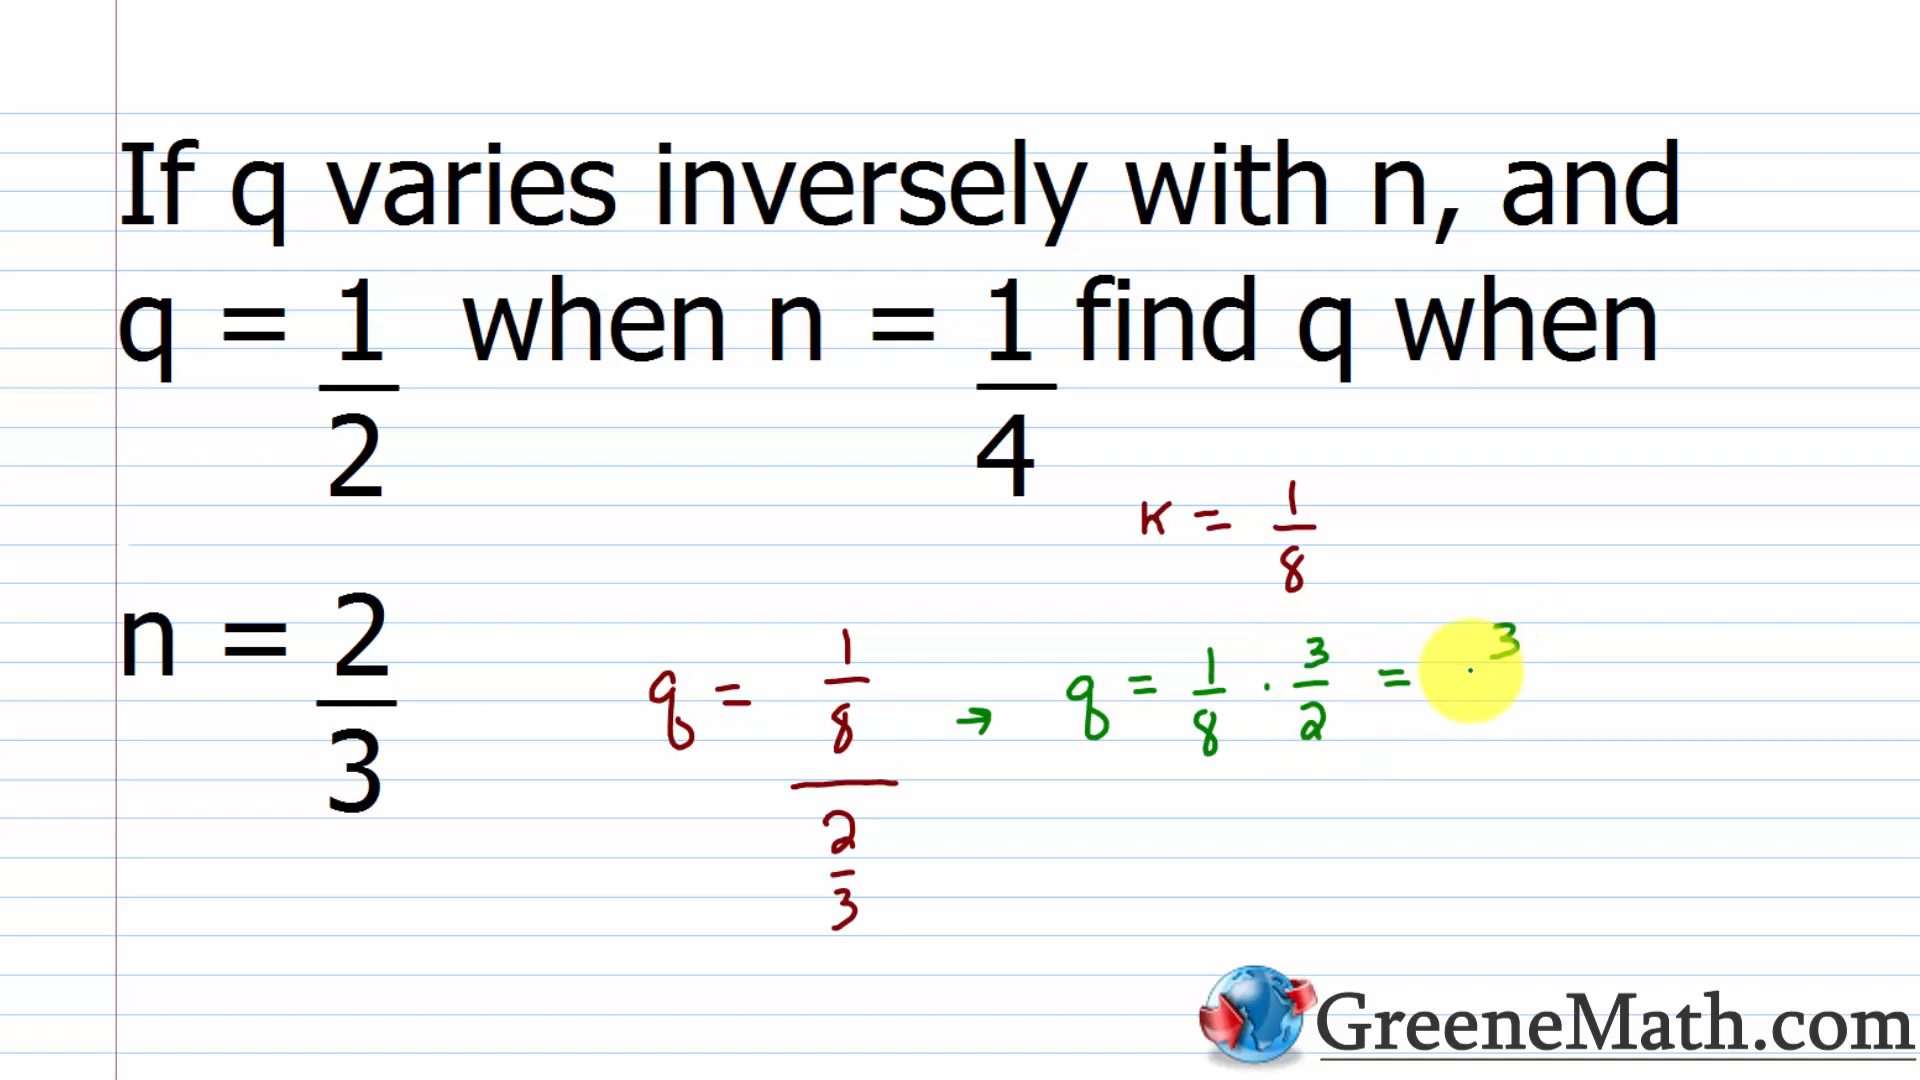 If q varies inversely with n, and
q = 1/2 when n = 1/4 find q when
K = 1/8
n = 2/3
q = 1/8 / 2/3 → q = 1/8 · 3/2 = 3
GreeneMath.com